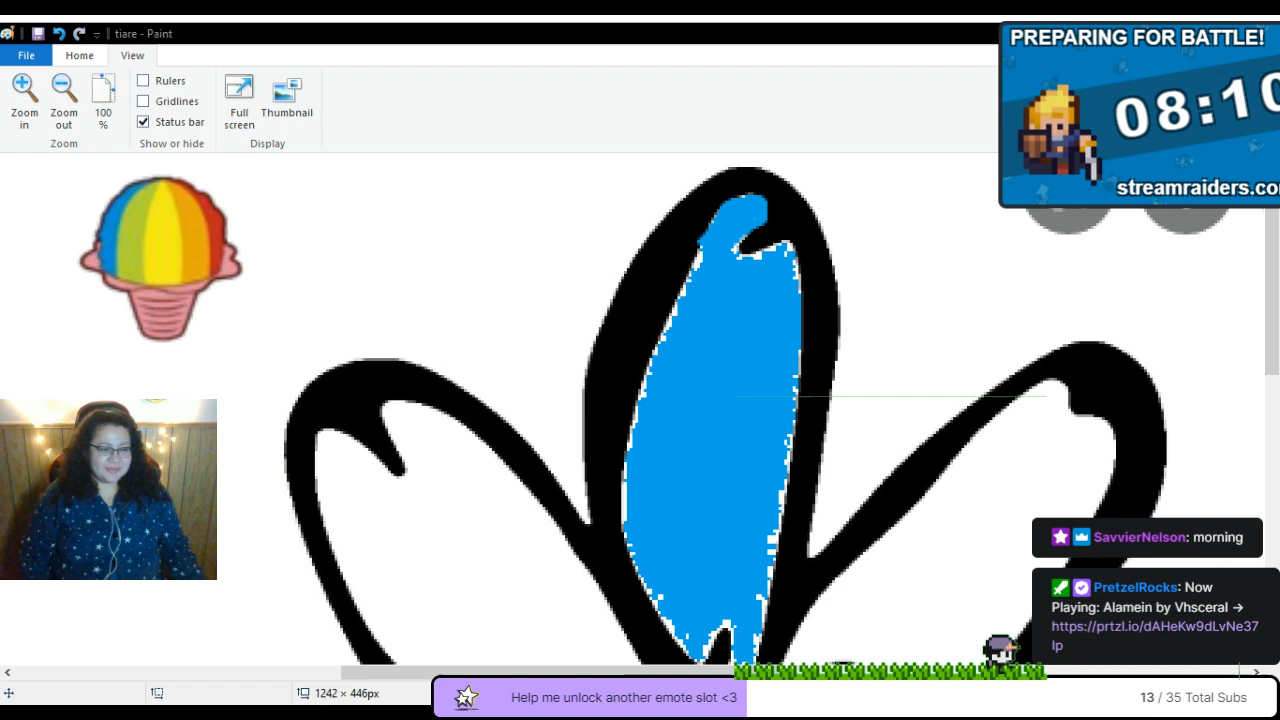 tiare - Paint
File Home View
Zoom in
Zoom out
100 %
Rulers
Gridlines
Status bar
Full screen
Thumbnail
Zoom
Show or hide
Display
PREPARING FOR BATTLE!
08:10
streamraiders.co
SavvierNelson: morning
PretzelRocks: Now
Playing: Alamein by Vhsceral →
https://prtzl.io/dAHeKw9dLvNe37
lp
1242 × 446px
Help me unlock another emote slot <3
13 / 35 Total Subs